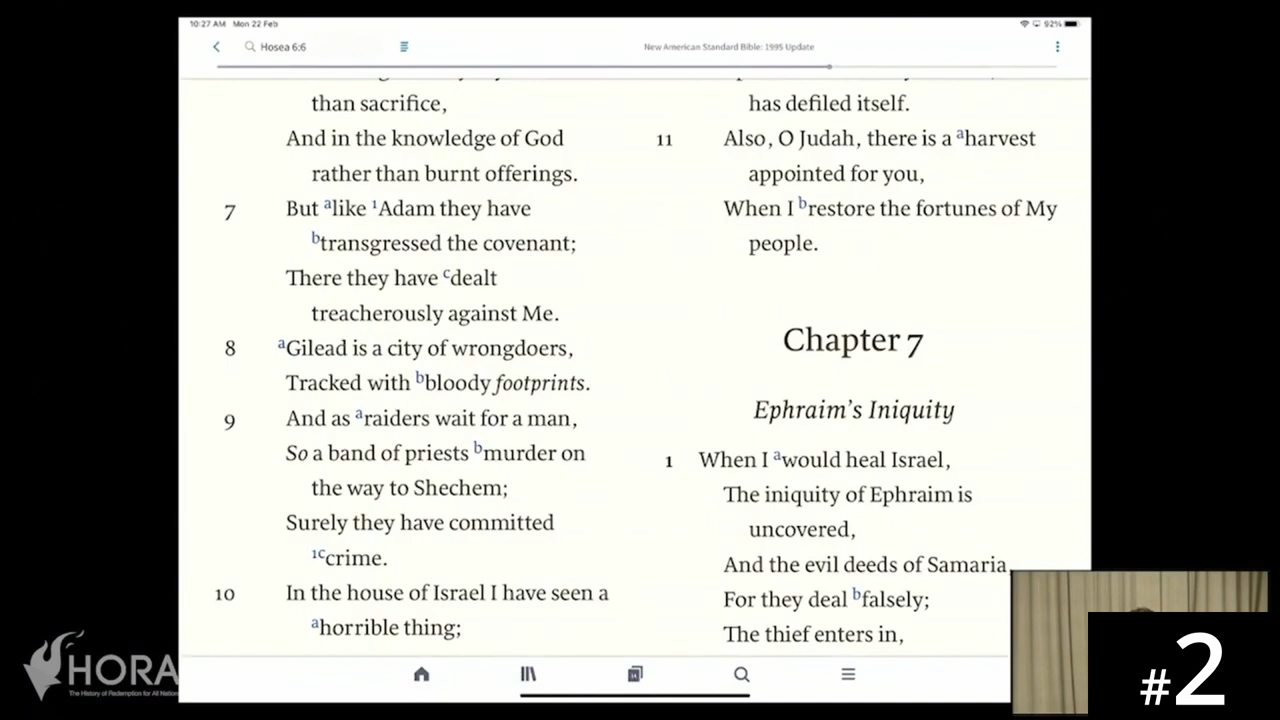 10:27 AM Mon 22 Feb
92%
Hosea 6:6
New American Standard Bible: 1995 Update
than sacrifice,
And in the knowledge of God
rather than burnt offerings.
7 But ᵃlike ¹Adam they have
ᵇtransgressed the covenant;
There they have ᶜdealt
treacherously against Me.
8 ᵃGilead is a city of wrongdoers,
Tracked with ᵇbloody footprints.
9 And as ᵃraiders wait for a man,
So a band of priests ᵇmurder on
the way to Shechem;
Surely they have committed
¹ᶜcrime.
10 In the house of Israel I have seen a
ᵃhorrible thing;
has defiled itself.
11 Also, O Judah, there is a ᵃharvest
appointed for you,
When I ᵇrestore the fortunes of My
people.
Chapter 7
Ephraim's Iniquity
1 When I ᵃwould heal Israel,
The iniquity of Ephraim is
uncovered,
And the evil deeds of Samaria,
For they deal ᵇfalsely;
The thief enters in,
HORA
The History of Redemption for All Nation
#2